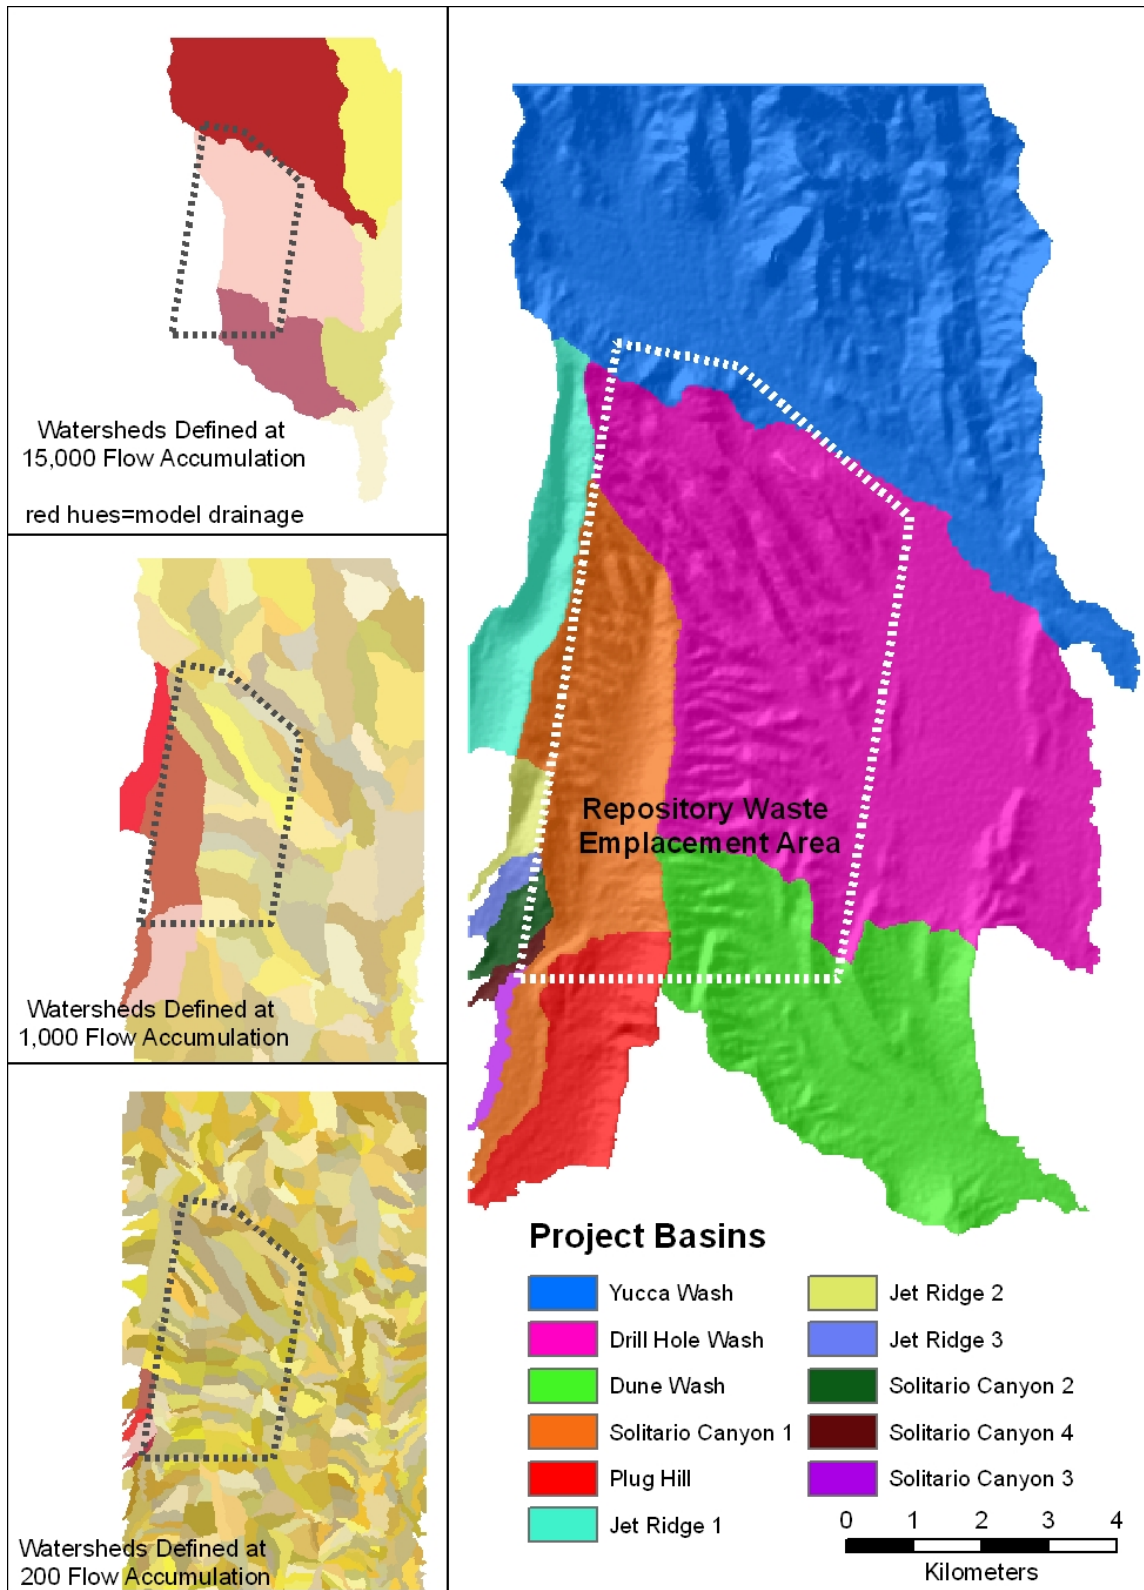 Watersheds Defined at
15,000 Flow Accumulation
red hues=model drainage
Watersheds Defined at
1,000 Flow Accumulation
Watersheds Defined at
200 Flow Accumulation
Repository Waste
Emplacement Area
Project Basins
Yucca Wash
Drill Hole Wash
Dune Wash
Solitario Canyon 1
Plug Hill
Jet Ridge 1
Jet Ridge 2
Jet Ridge 3
Solitario Canyon 2
Solitario Canyon 4
Solitario Canyon 3
0 1 2 3 4
Kilometers